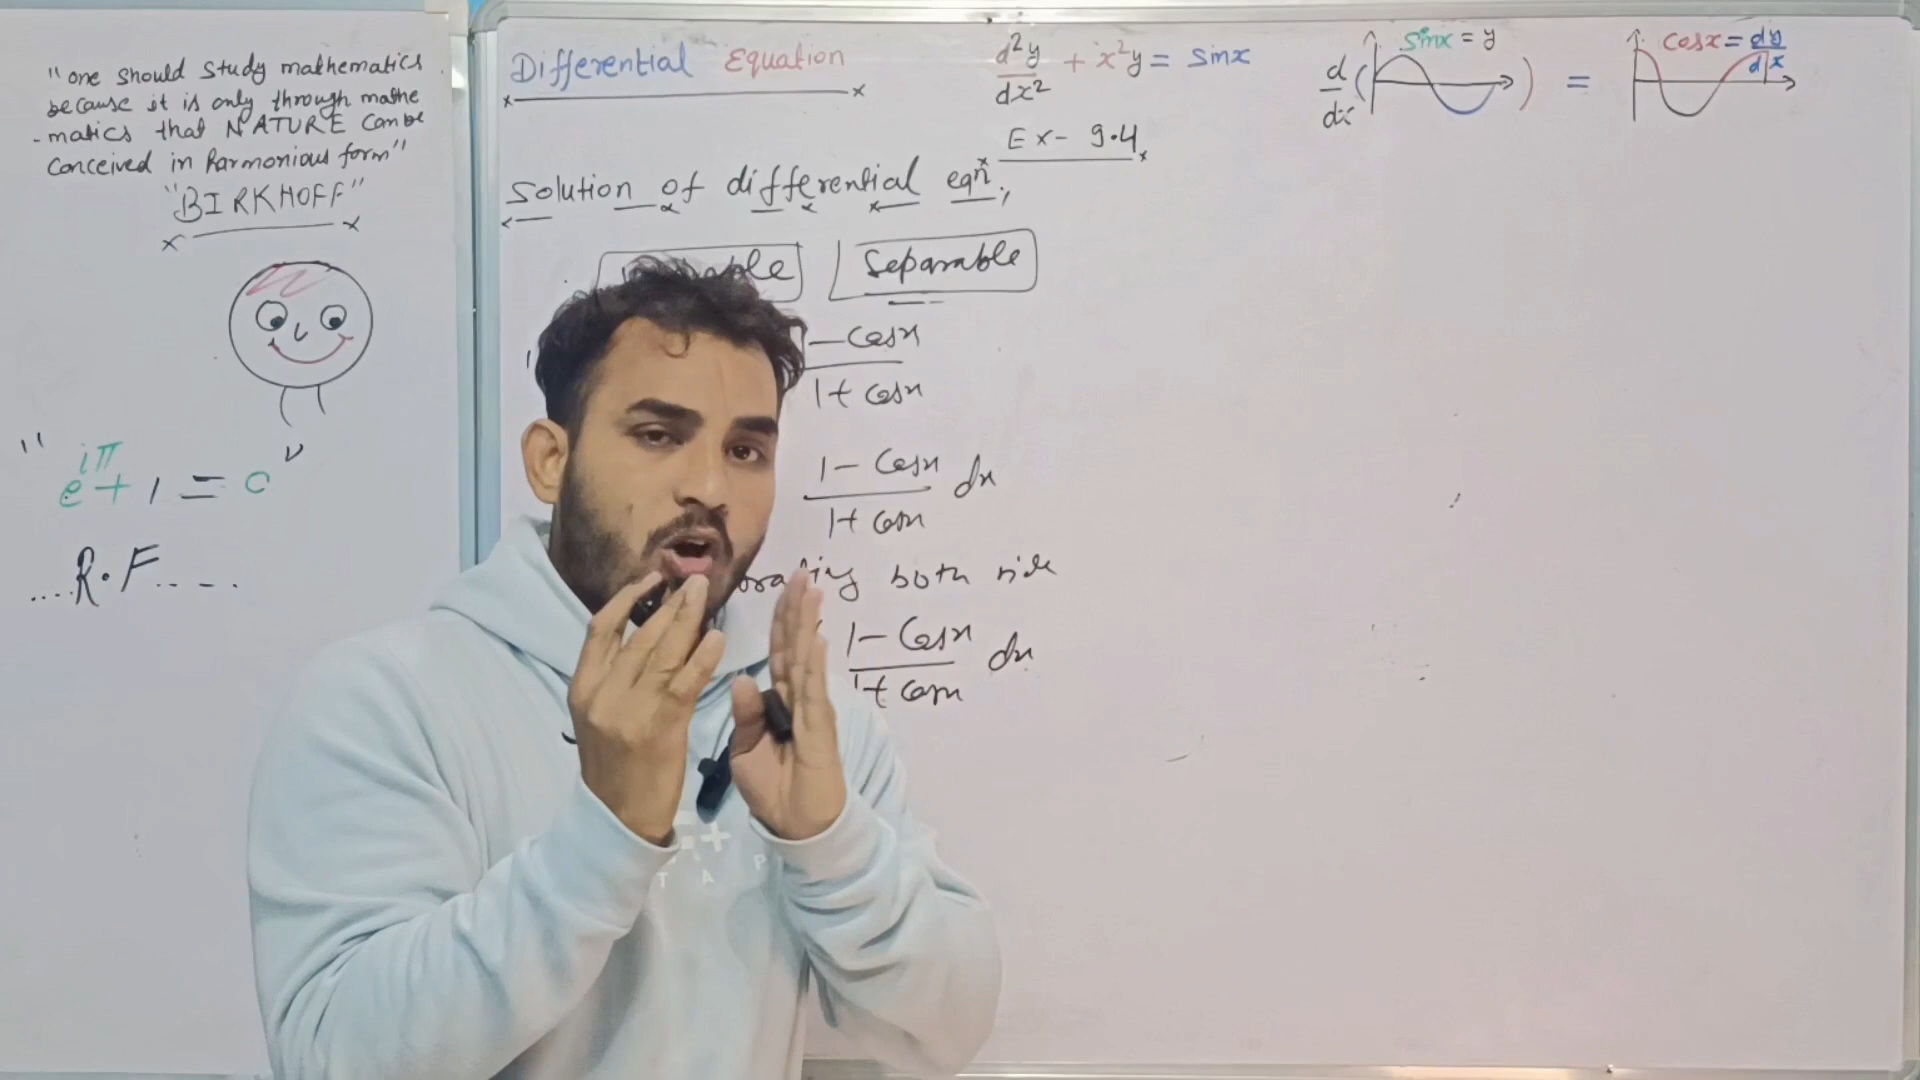 "one should study mathematics
because it is only through mathe
-matics that NATURE can be
conceived in harmonious form"
"BIRKHOFF"
" e^{iπ} + 1 = 0 "
....R.F....
Differential Equation
d²y/dx² + x²y = sinx
Ex- 9.4
Solution of differential eqⁿ.,
Separable
- cosx
1 + cosx
1 - cosx / 1 + cosx dx
both side
1 - cosx / 1 + cosx dx
d/dx ( sinx = y ) = cosx = dy/dx
T A P